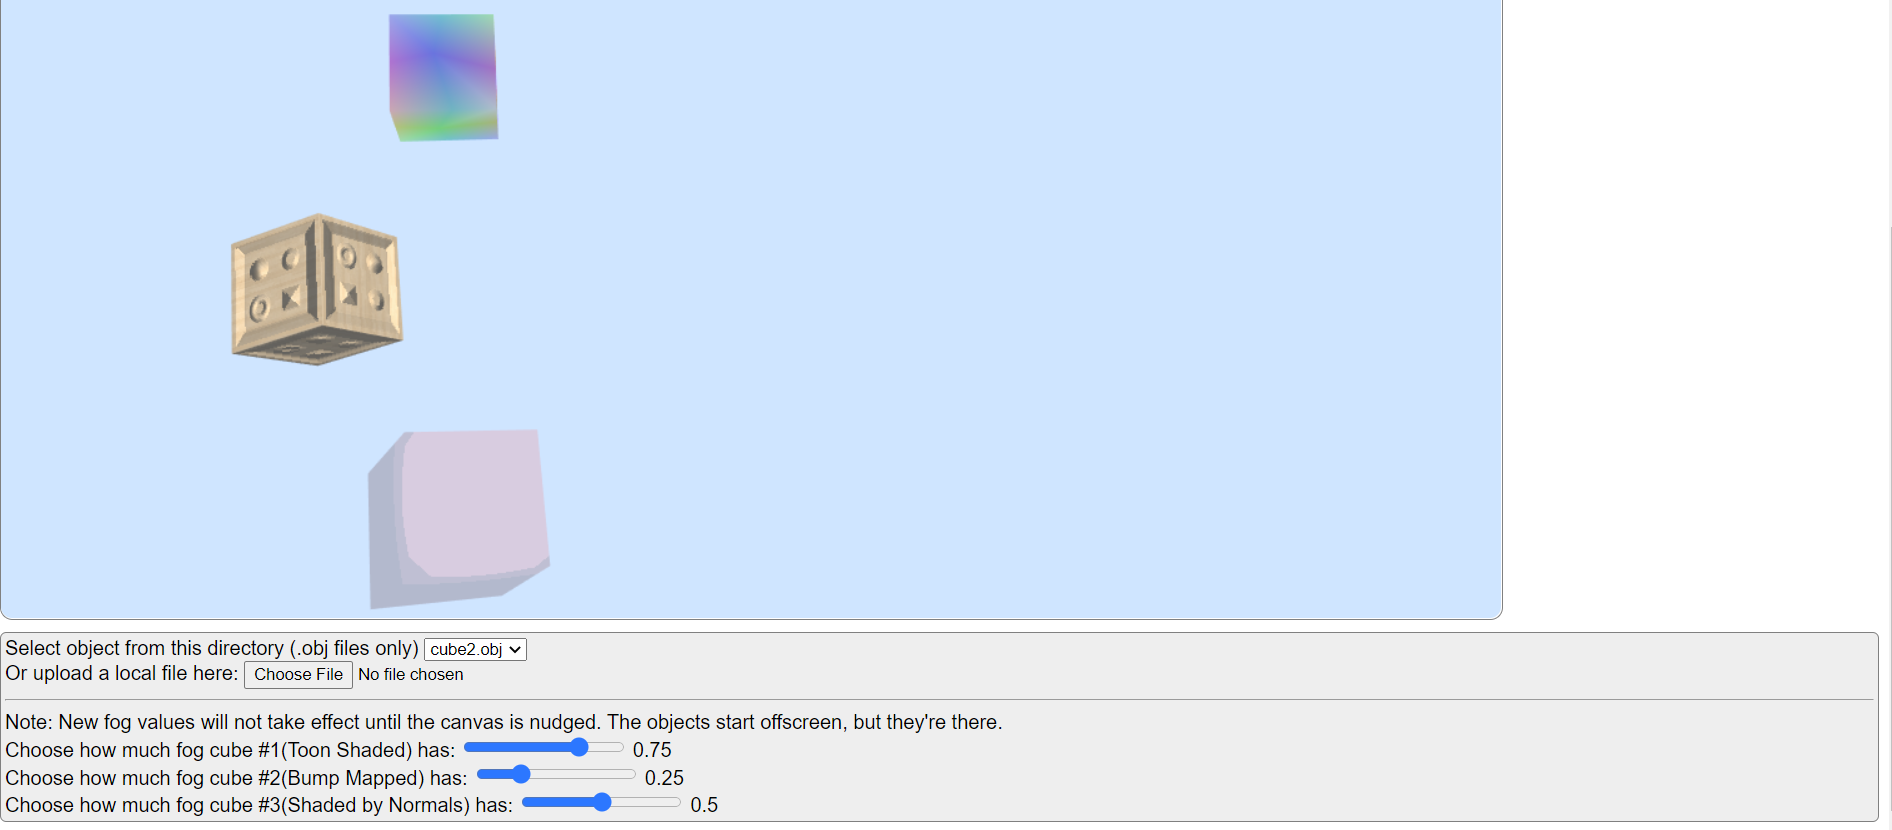 Select object from this directory (.obj files only) cube2.obj
Or upload a local file here: Choose File No file chosen
Note: New fog values will not take effect until the canvas is nudged. The objects start offscreen, but they're there.
Choose how much fog cube #1(Toon Shaded) has: 0.75
Choose how much fog cube #2(Bump Mapped) has: 0.25
Choose how much fog cube #3(Shaded by Normals) has: 0.5